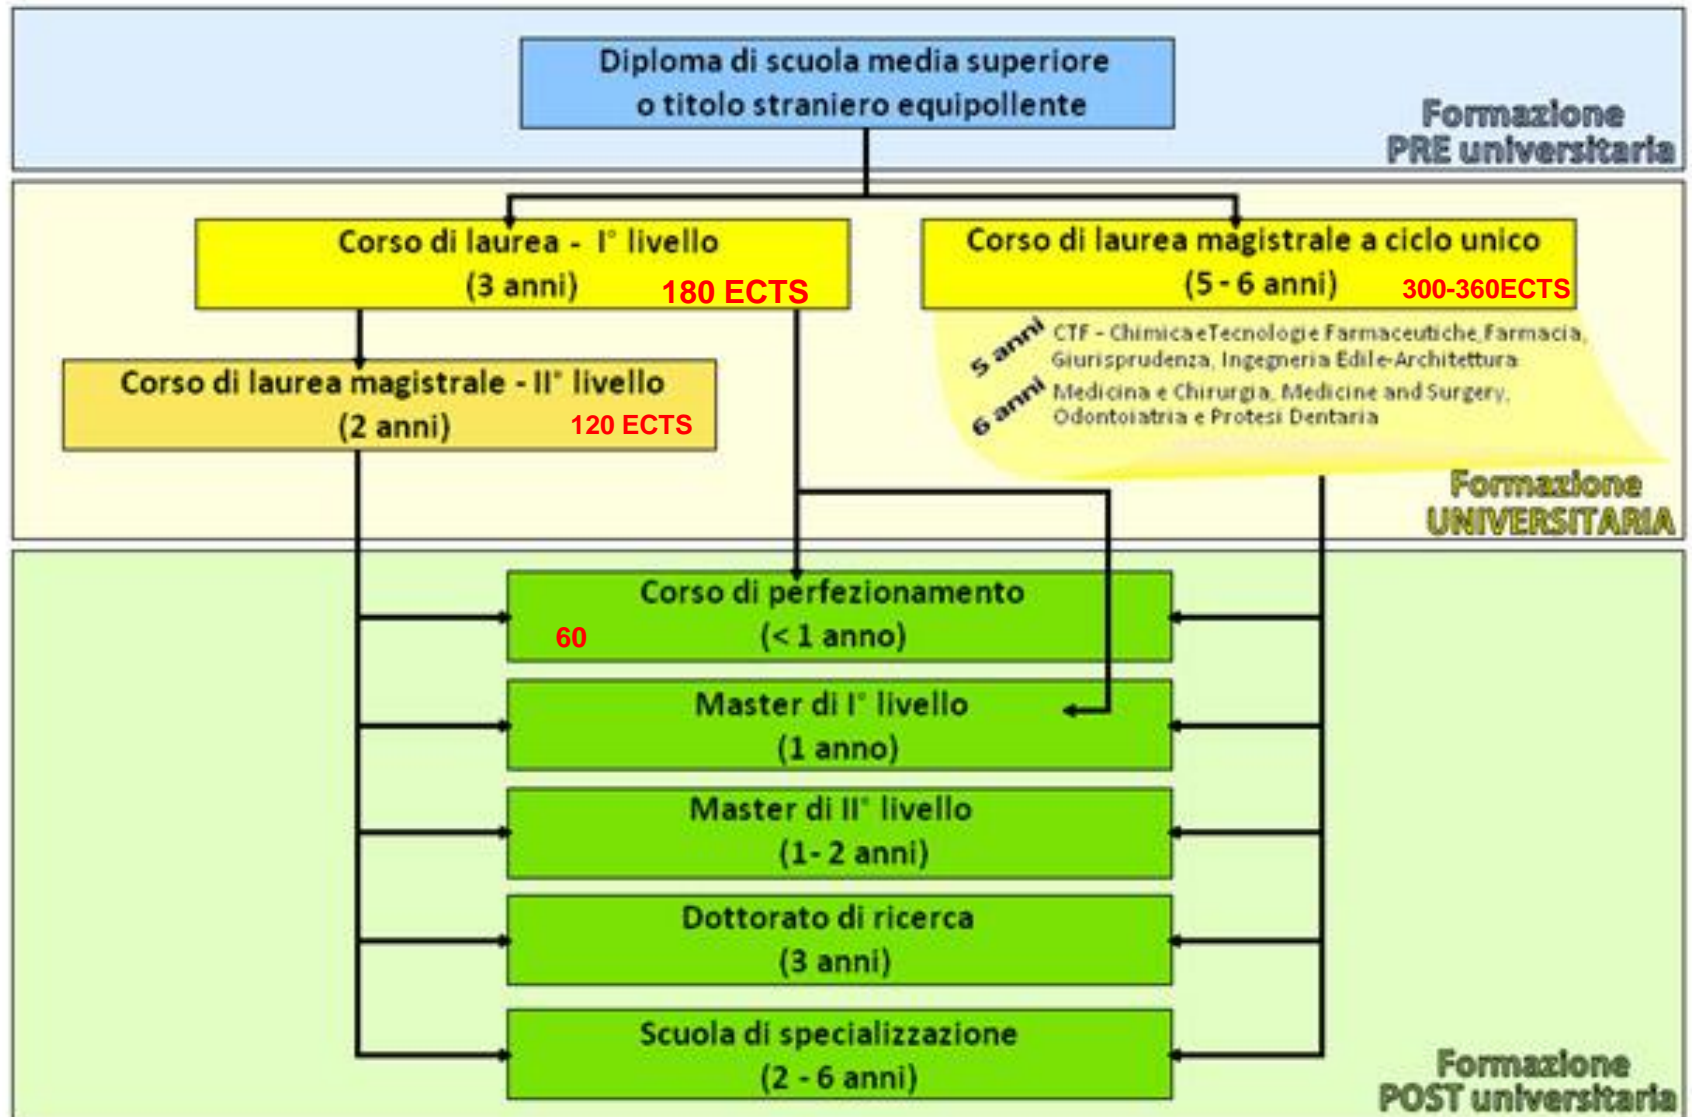 Diploma di scuola media superiore
o titolo straniero equipollente
Formazione
PRE universitaria
Corso di laurea - I° livello
(3 anni)
180 ECTS
Corso di laurea magistrale a ciclo unico
(5 - 6 anni)
300-360ECTS
5 anni
CTF - Chimica e Tecnologie Farmaceutiche, Farmacia,
Giurisprudenza, Ingegneria Edile-Architettura
6 anni
Medicina e Chirurgia, Medicine and Surgery,
Odontoiatria e Protesi Dentaria
Corso di laurea magistrale - II° livello
(2 anni)
120 ECTS
Formazione
UNIVERSITARIA
Corso di perfezionamento
(< 1 anno)
60
Master di I° livello
(1 anno)
Master di II° livello
(1- 2 anni)
Dottorato di ricerca
(3 anni)
Scuola di specializzazione
(2 - 6 anni)
Formazione
POST universitaria